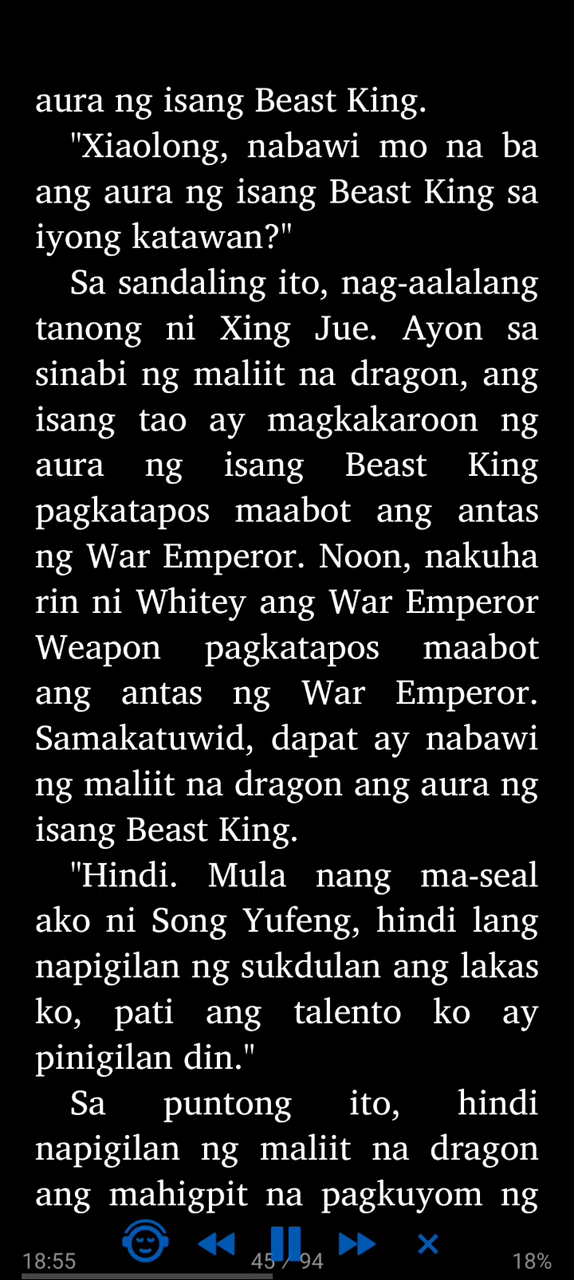 aura ng isang Beast King.
"Xiaolong, nabawi mo na ba
ang aura ng isang Beast King sa
iyong katawan?"
Sa sandaling ito, nag-aalalang
tanong ni Xing Jue. Ayon sa
sinabi ng maliit na dragon, ang
isang tao ay magkakaroon ng
aura ng isang Beast King
pagkatapos maabot ang antas
ng War Emperor. Noon, nakuha
rin ni Whitey ang War Emperor
Weapon pagkatapos maabot
ang antas ng War Emperor.
Samakatuwid, dapat ay nabawi
ng maliit na dragon ang aura ng
isang Beast King.
"Hindi. Mula nang ma-seal
ako ni Song Yufeng, hindi lang
napigilan ng sukdulan ang lakas
ko, pati ang talento ko ay
pinigilan din."
Sa puntong ito, hindi
napigilan ng maliit na dragon
ang mahigpit na pagkuyom ng
18:55 45 / 94 18%